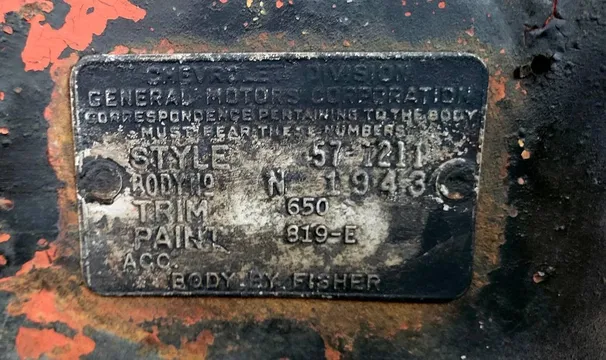 CHEVROLET DIVISION
GENERAL MOTORS CORPORATION
CORRESPONDENCE PERTAINING TO THE BODY
MUST BEAR THESE NUMBERS
STYLE 57-1211
BODY NO N 1943
TRIM 650
PAINT 819-E
ACC.
BODY BY FISHER